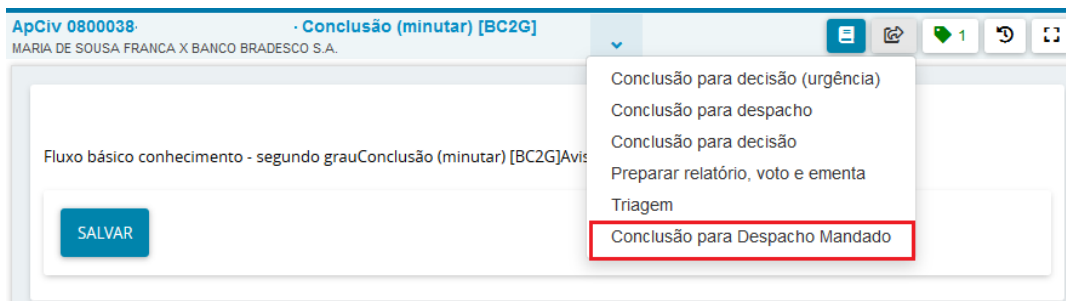 ApCiv 0800038- - Conclusão (minutar) [BC2G]
MARIA DE SOUSA FRANCA X BANCO BRADESCO S.A.
1
Conclusão para decisão (urgência)
Conclusão para despacho
Conclusão para decisão
Fluxo básico conhecimento - segundo grauConclusão (minutar) [BC2G]Avis
Preparar relatório, voto e ementa
Triagem
SALVAR
Conclusão para Despacho Mandado